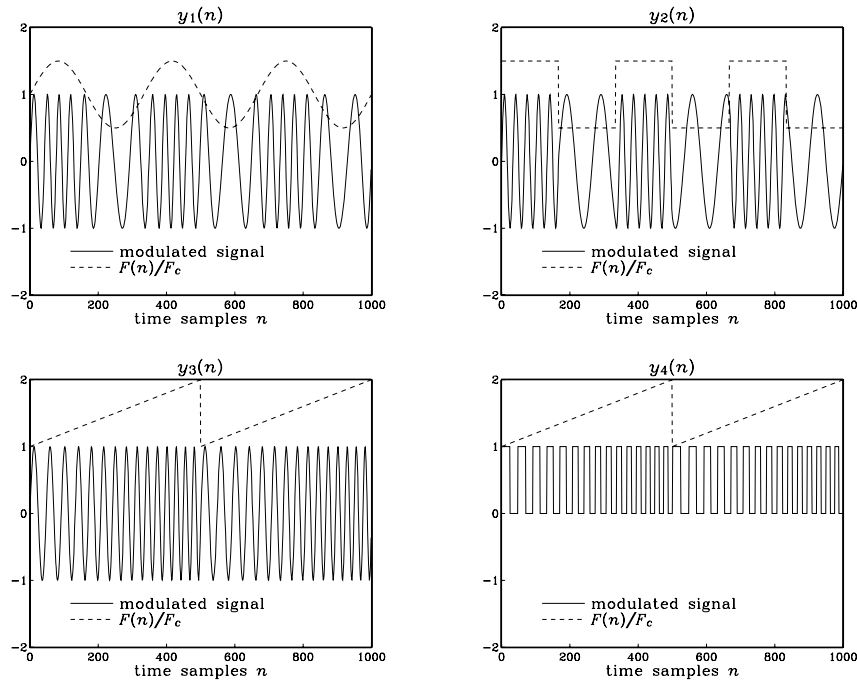 y1(n)
2
1
0
−1
−2
modulated signal
F(n)/Fc
0 200 400 600 800 1000
time samples n
y2(n)
2
1
0
−1
−2
modulated signal
F(n)/Fc
0 200 400 600 800 1000
time samples n
y3(n)
2
1
0
−1
−2
modulated signal
F(n)/Fc
0 200 400 600 800 1000
time samples n
y4(n)
2
1
0
−1
−2
modulated signal
F(n)/Fc
0 200 400 600 800 1000
time samples n